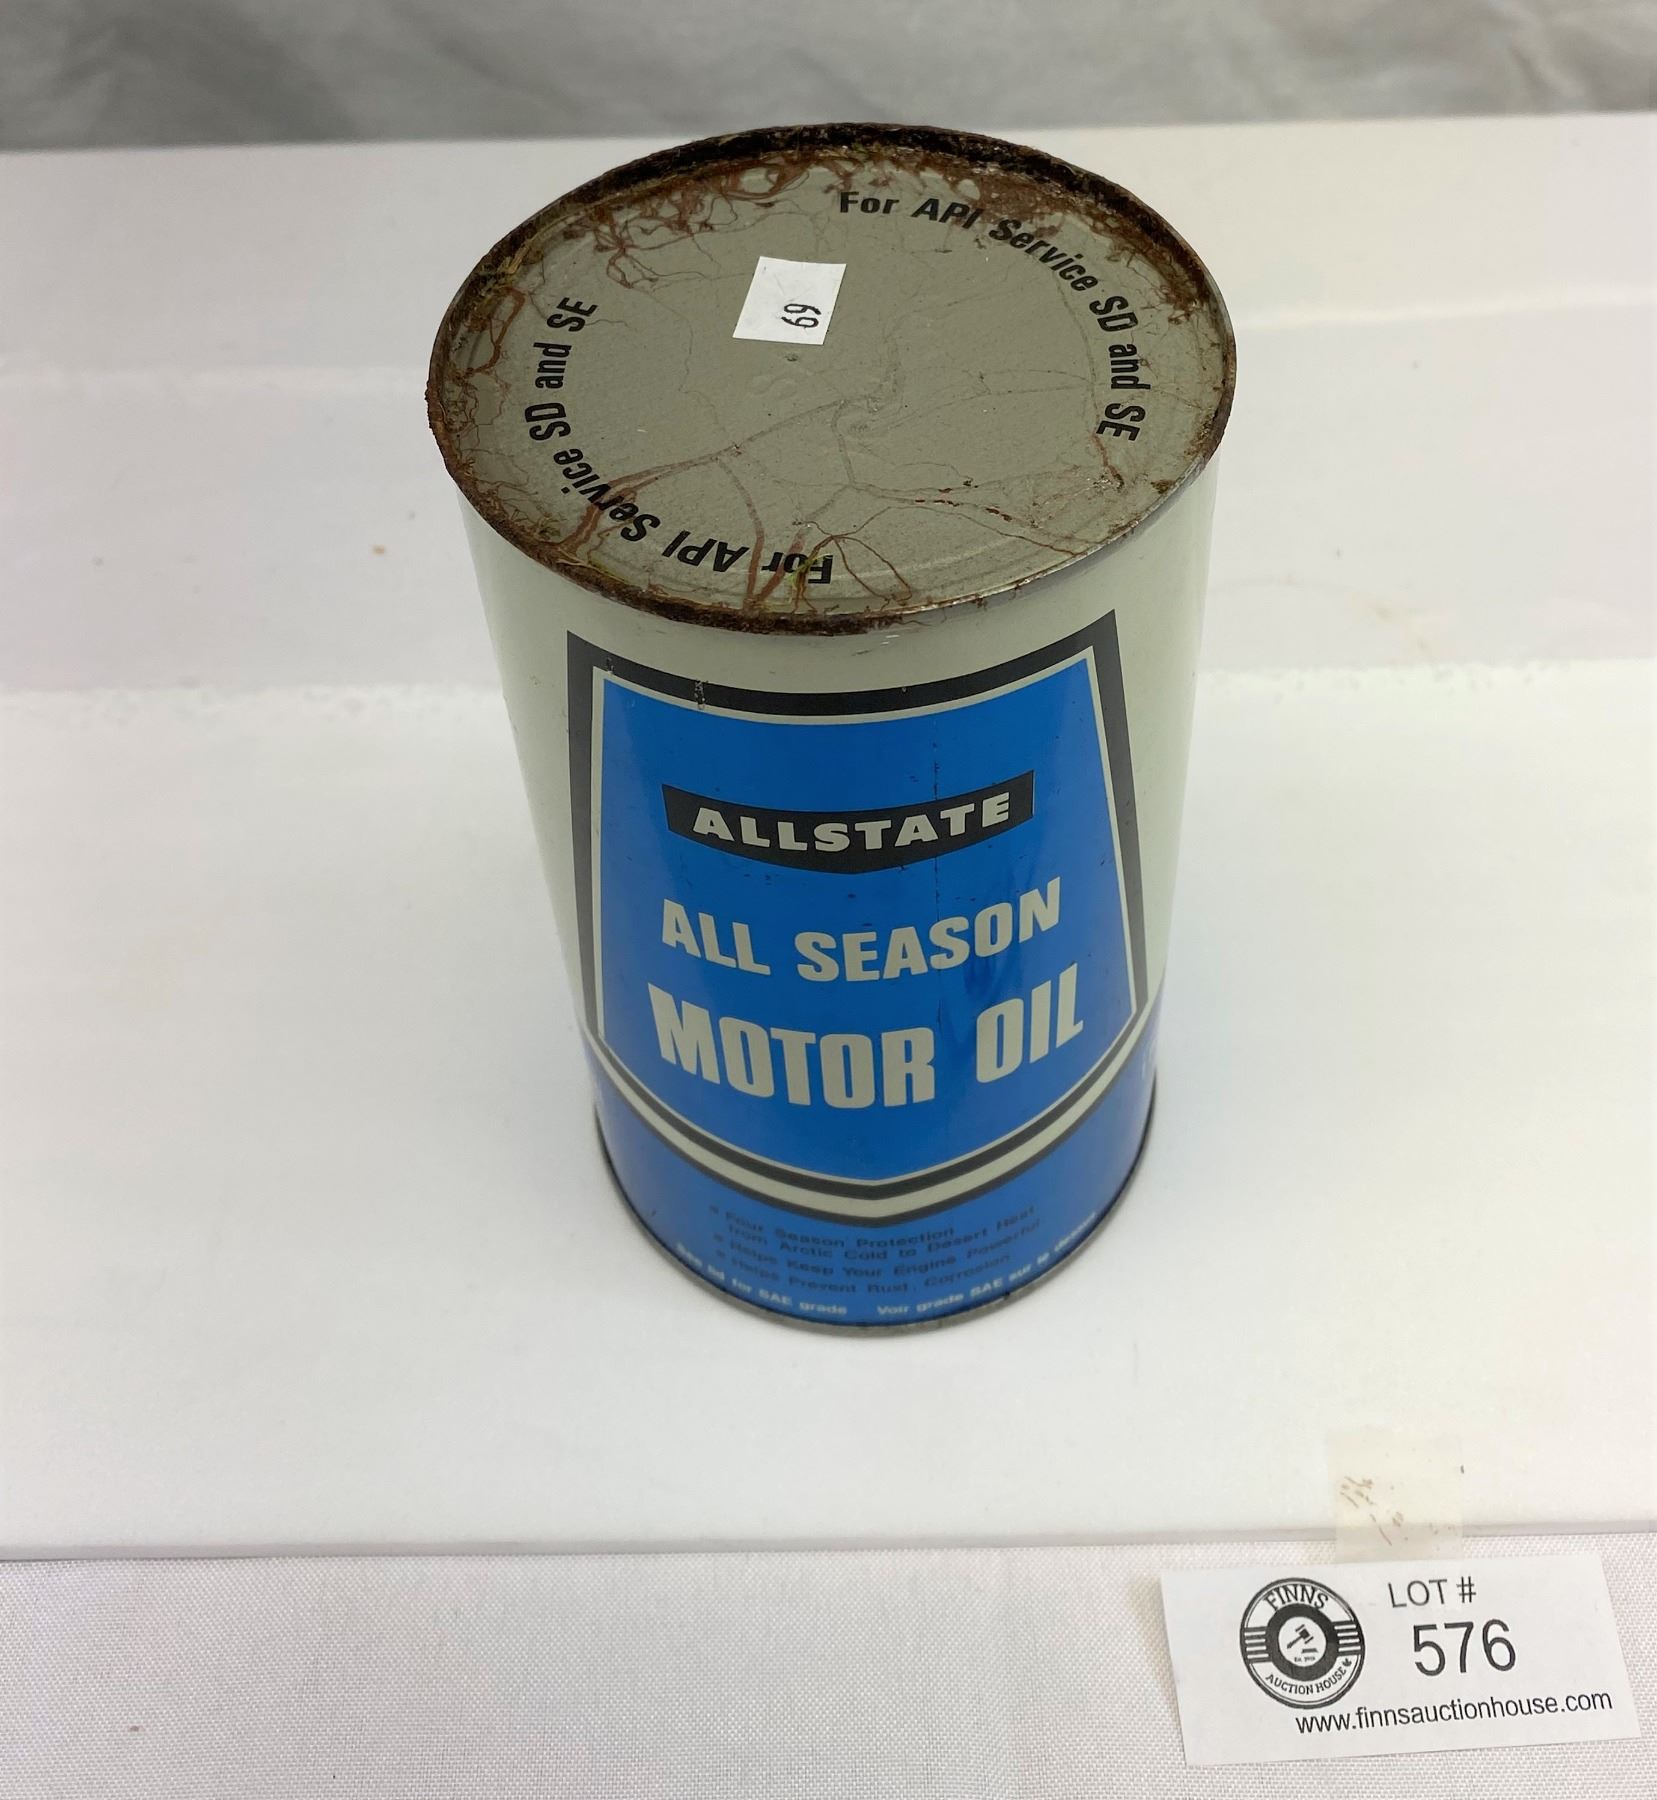 For API Service SD and SE
69
For API Service SD and SE
ALLSTATE
ALL SEASON
MOTOR OIL
Four Season Protection
from Arctic Cold to Desert Heat
Helps Keep Your Engine Powerful
Helps Prevent Rust, Corrosion
See lid for SAE grade Voir grade SAE sur le dessus
FINNS
AUCTION HOUSE
LOT #
576
www.finnsauctionhouse.com